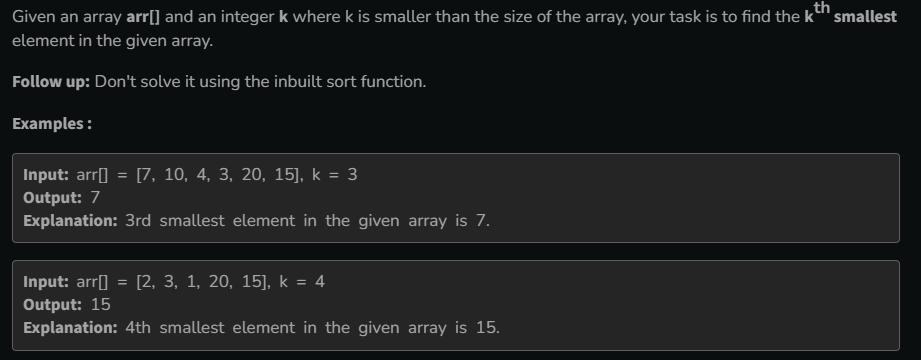 Given an array arr[] and an integer k where k is smaller than the size of the array, your task is to find the kth smallest
element in the given array.
Follow up: Don't solve it using the inbuilt sort function.
Examples :
Input: arr[] = [7, 10, 4, 3, 20, 15], k = 3
Output: 7
Explanation: 3rd smallest element in the given array is 7.
Input: arr[] = [2, 3, 1, 20, 15], k = 4
Output: 15
Explanation: 4th smallest element in the given array is 15.